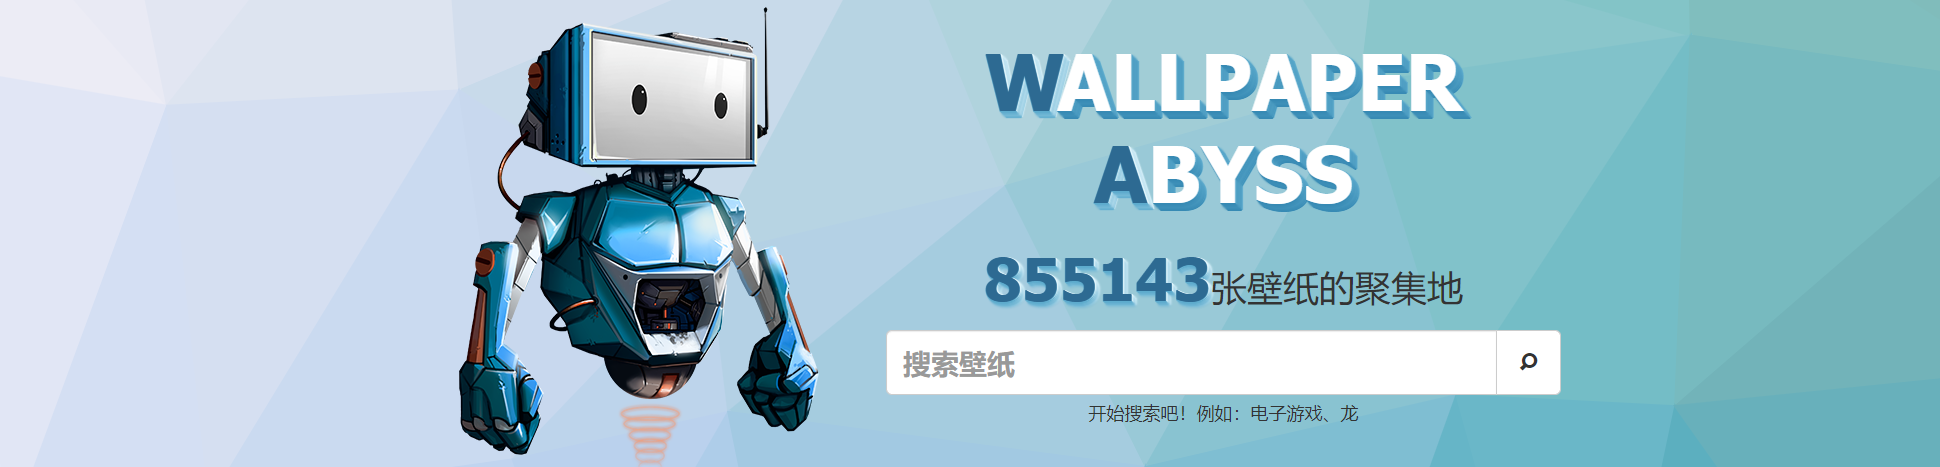 WALLPAPER
ABYSS
855143张壁纸的聚集地
搜索壁纸
开始搜索吧！例如：电子游戏、龙